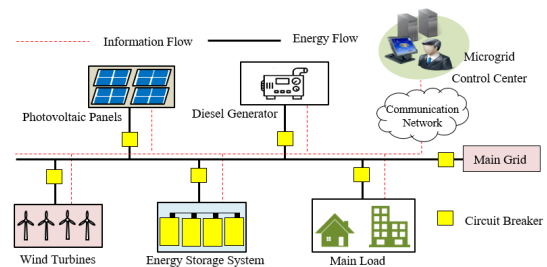 Information Flow
Energy Flow
Microgrid
Control Center
Photovoltaic Panels
Diesel Generator
Communication
Network
Main Grid
Circuit Breaker
Wind Turbines
Energy Storage System
Main Load